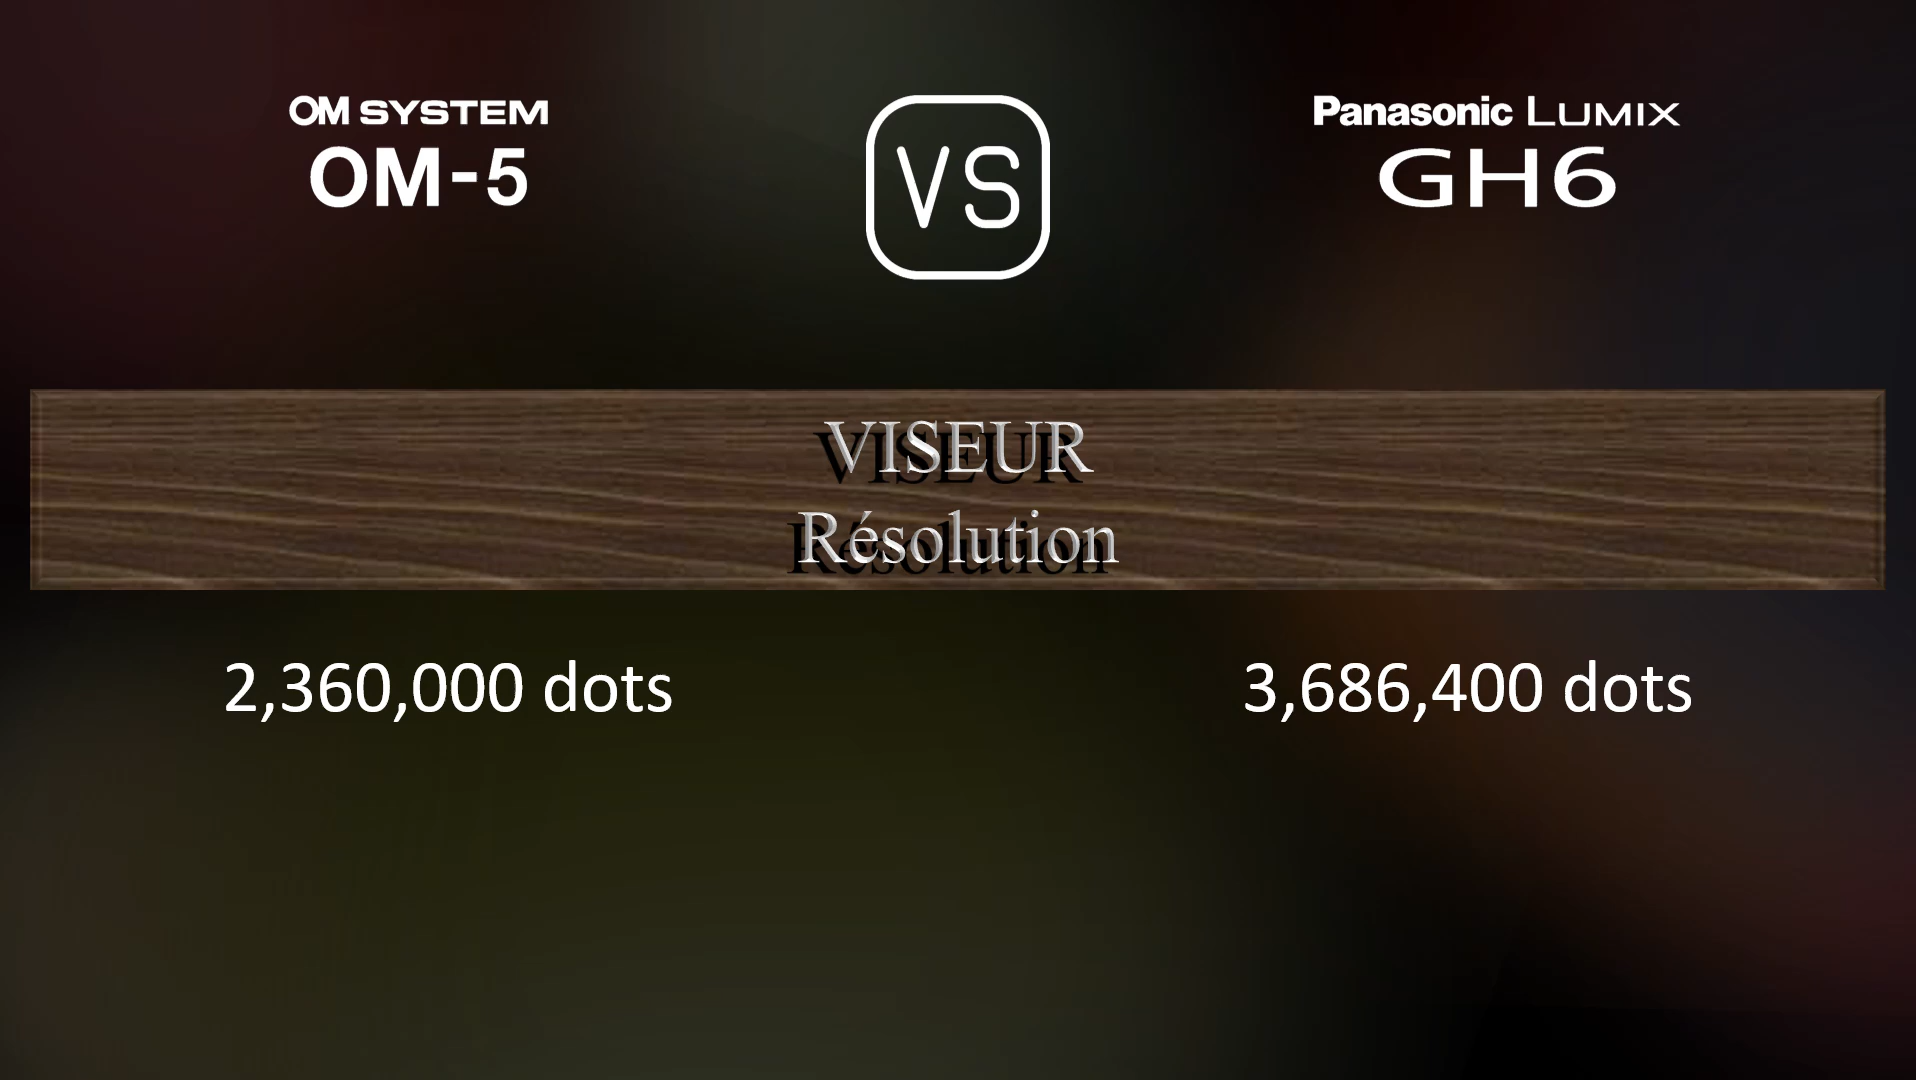 OM SYSTEM
OM-5
VS
Panasonic LUMIX
GH6
VISEUR
Résolution
2,360,000 dots
3,686,400 dots